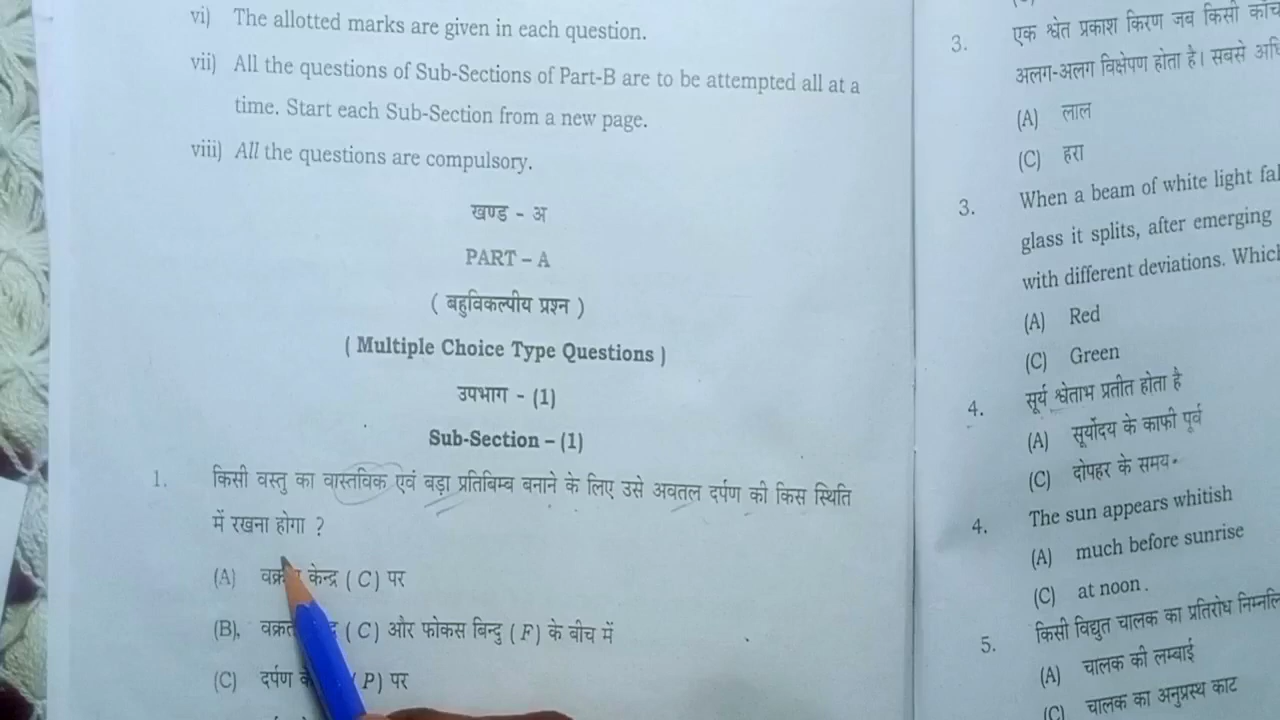 vi) The allotted marks are given in each question.
vii) All the questions of Sub-Sections of Part-B are to be attempted all at a
time. Start each Sub-Section from a new page.
viii) All the questions are compulsory.
खण्ड - अ
PART – A
( बहुविकल्पीय प्रश्न )
( Multiple Choice Type Questions )
उपभाग - (1)
Sub-Section – (1)
1. किसी वस्तु का वास्तविक एवं बड़ा प्रतिबिम्ब बनाने के लिए उसे अवतल दर्पण की किस स्थिति
में रखना होगा ?
(A) केन्द्र ( C ) पर
(B) ( C ) और फोकस बिन्दु ( F ) के बीच में
(C) दर्पण ( P ) पर
3. एक श्वेत प्रकाश किरण जब किसी
अलग-अलग विक्षेपण होता है। सबसे
(A) लाल
(C) हरा
3. When a beam of white light
glass it splits, after emerging
with different deviations.
(A) Red
(C) Green
4. सूर्य श्वेताभ प्रतीत होता है
(A) सूर्योदय के काफी पूर्व
(C) दोपहर के समय
4. The sun appears whitish
(A) much before sunrise
(C) at noon.
5. किसी विद्युत चालक का प्रतिरोध
(A) चालक की लम्बाई
(C) चालक का अनुप्रस्थ काट